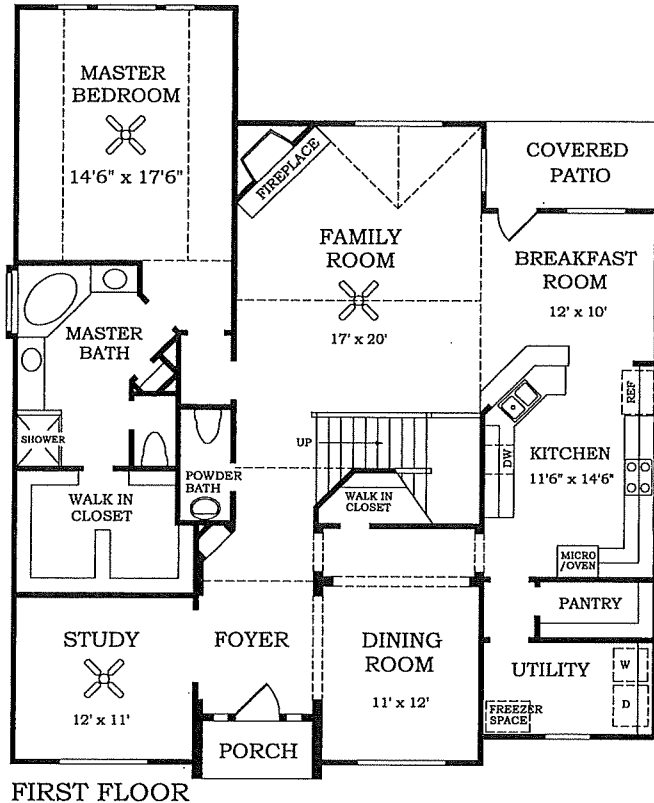 MASTER
BEDROOM
14'6" x 17'6"
FIREPLACE
COVERED
PATIO
FAMILY
ROOM
17' x 20'
BREAKFAST
ROOM
12' x 10'
MASTER
BATH
SHOWER
REF
UP
DW
KITCHEN
11'6" x 14'6"
POWDER
BATH
WALK IN
CLOSET
WALK IN
CLOSET
MICRO
/OVEN
PANTRY
STUDY
12' x 11'
FOYER
DINING
ROOM
11' x 12'
UTILITY
W
D
FREEZER
SPACE
PORCH
FIRST FLOOR